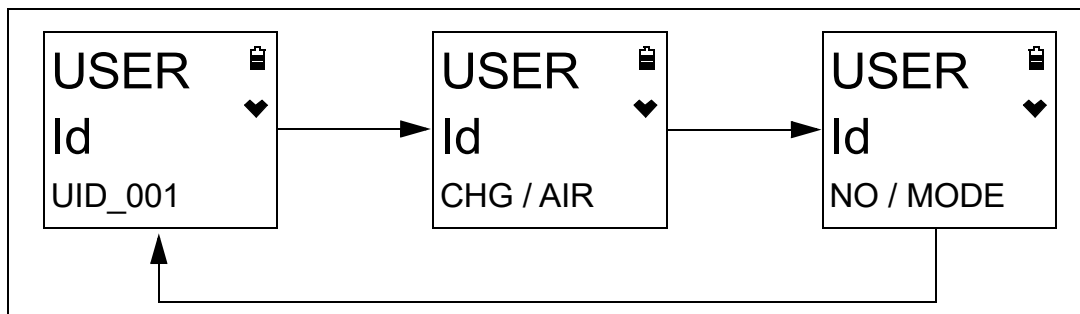 USER
Id
UID_001
USER
Id
CHG / AIR
USER
Id
NO / MODE